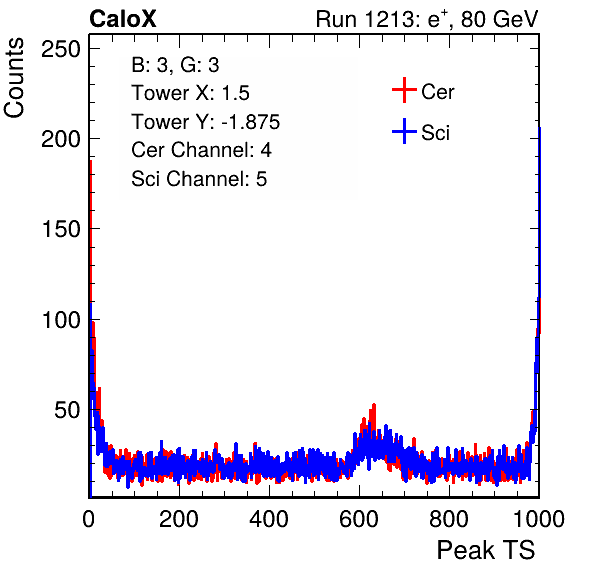 CaloX Run 1213: e⁺, 80 GeV
Counts
250
200
150
100
50
B: 3, G: 3
Tower X: 1.5
Tower Y: -1.875
Cer Channel: 4
Sci Channel: 5
Cer
Sci
0 200 400 600 800 1000
Peak TS